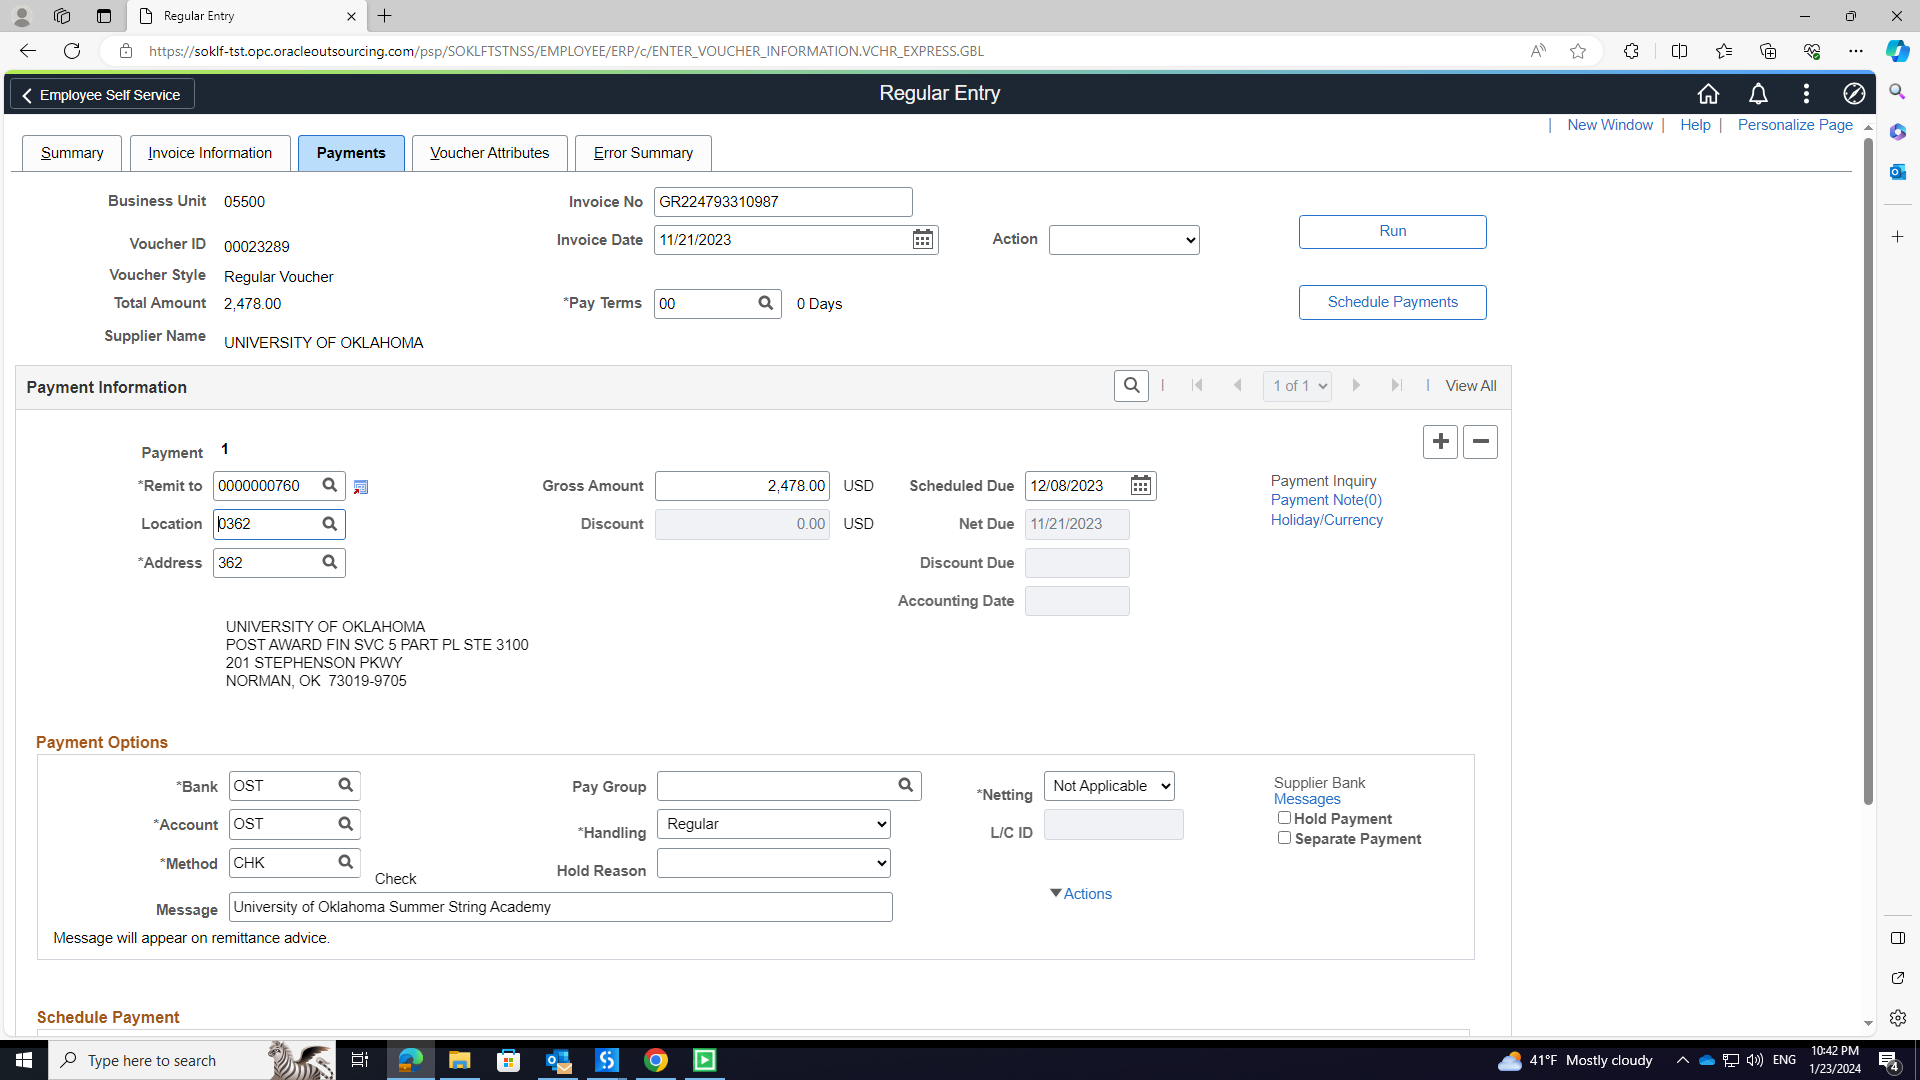 Regular Entry
https://soklf-tst.opc.oracleoutsourcing.com/psp/SOKLFTSTNSS/EMPLOYEE/ERP/c/ENTER_VOUCHER_INFORMATION.VCHR_EXPRESS.GBL
Employee Self Service
Regular Entry
New Window | Help | Personalize Page
Summary
Invoice Information
Payments
Voucher Attributes
Error Summary
Business Unit 05500
Invoice No GR224793310987
Voucher ID 00023289
Invoice Date 11/21/2023
Action
Run
Voucher Style Regular Voucher
Total Amount 2,478.00
*Pay Terms 00 0 Days
Schedule Payments
Supplier Name UNIVERSITY OF OKLAHOMA
Payment Information
1 of 1
View All
Payment 1
*Remit to 0000000760
Gross Amount 2,478.00 USD
Scheduled Due 12/08/2023
Payment Inquiry
Payment Note(0)
Holiday/Currency
Location 0362
Discount 0.00 USD
Net Due 11/21/2023
*Address 362
Discount Due
Accounting Date
UNIVERSITY OF OKLAHOMA
POST AWARD FIN SVC 5 PART PL STE 3100
201 STEPHENSON PKWY
NORMAN, OK 73019-9705
Payment Options
*Bank OST
Pay Group
*Netting Not Applicable
Supplier Bank
Messages
Hold Payment
Separate Payment
*Account OST
*Handling Regular
L/C ID
*Method CHK
Check
Hold Reason
Actions
Message University of Oklahoma Summer String Academy
Message will appear on remittance advice.
Schedule Payment
Type here to search
41°F Mostly cloudy
ENG
10:42 PM
1/23/2024
4